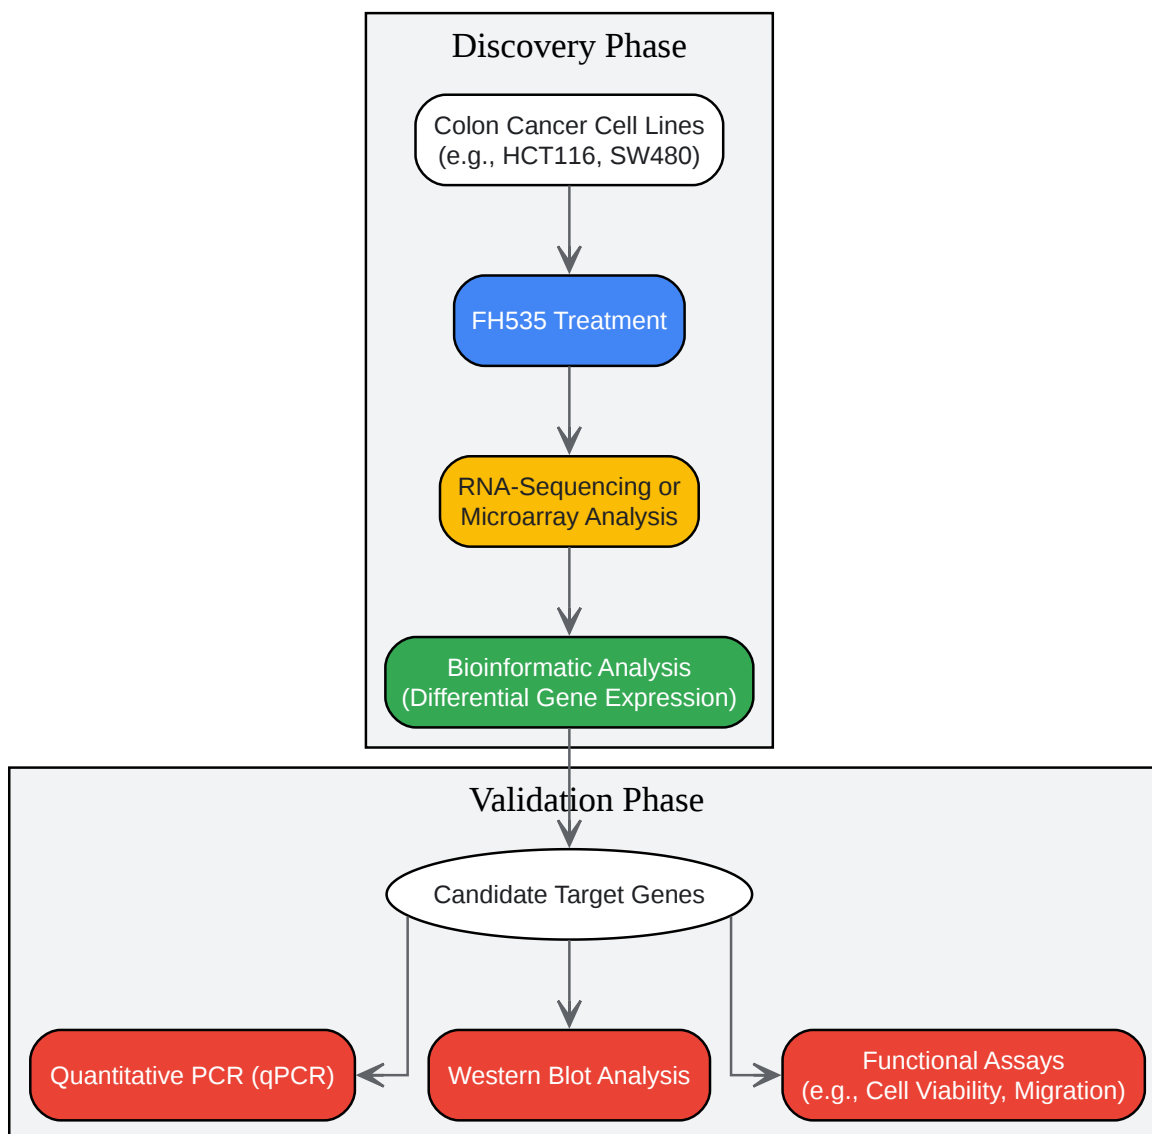 Discovery Phase
Colon Cancer Cell Lines
(e.g., HCT116, SW480)
FH535 Treatment
RNA-Sequencing or
Microarray Analysis
Bioinformatic Analysis
(Differential Gene Expression)
Validation Phase
Candidate Target Genes
Quantitative PCR (qPCR)
Western Blot Analysis
Functional Assays
(e.g., Cell Viability, Migration)